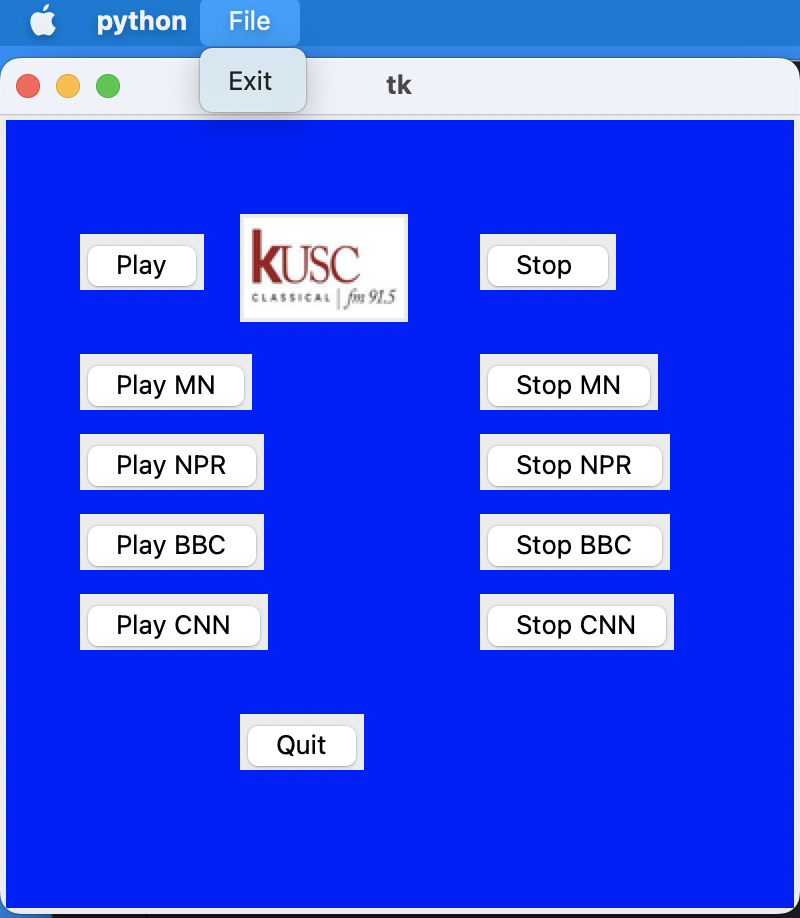 python File
Exit
tk
Play
kUSC
CLASSICAL | fm 91.5
Stop
Play MN
Stop MN
Play NPR
Stop NPR
Play BBC
Stop BBC
Play CNN
Stop CNN
Quit